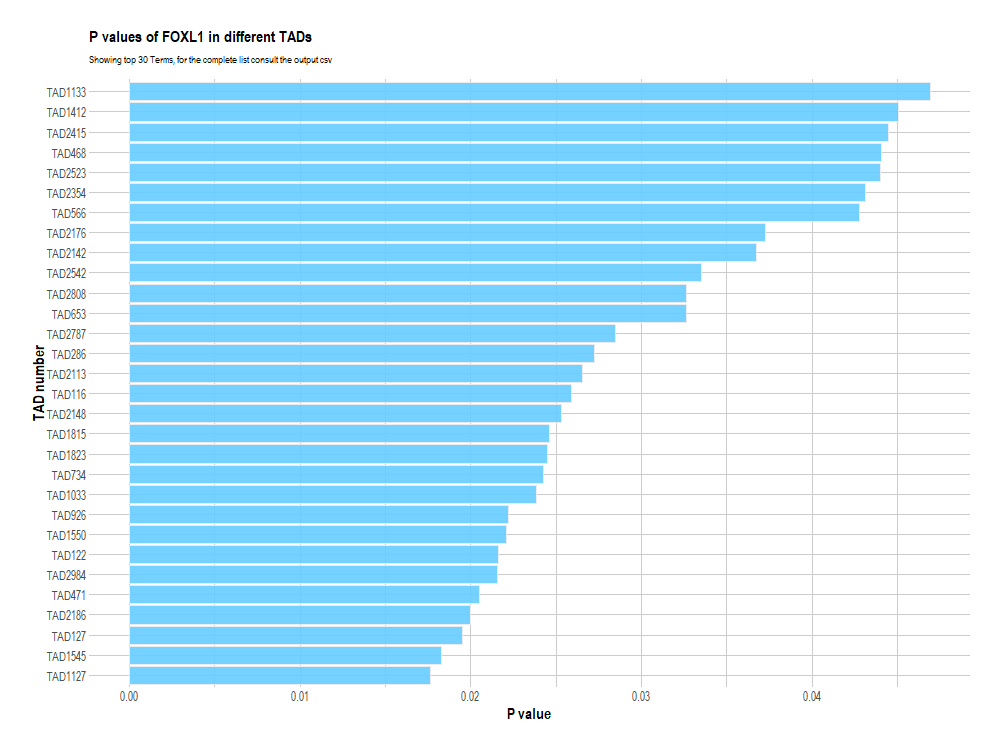 P values of FOXL1 in different TADs
Showing top 30 Terms, for the complete list consult the output csv
TAD number
TAD1133
TAD1412
TAD2415
TAD468
TAD2523
TAD2354
TAD566
TAD2176
TAD2142
TAD2542
TAD2808
TAD653
TAD2787
TAD286
TAD2113
TAD116
TAD2148
TAD1815
TAD1823
TAD734
TAD1033
TAD926
TAD1550
TAD122
TAD2984
TAD471
TAD2186
TAD127
TAD1545
TAD1127
0.00 0.01 0.02 0.03 0.04
P value